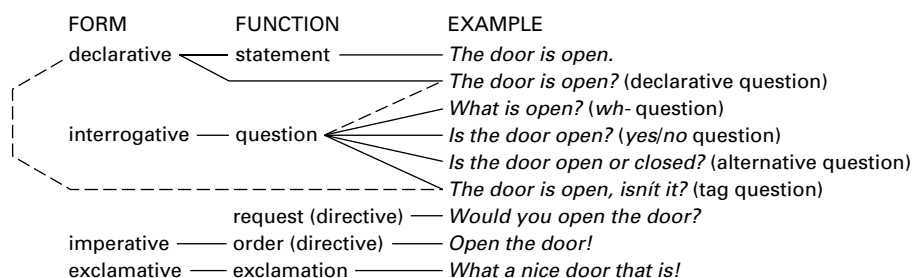 FORM FUNCTION EXAMPLE
declarative statement The door is open.
The door is open? (declarative question)
What is open? (wh- question)
interrogative question Is the door open? (yes/no question)
Is the door open or closed? (alternative question)
The door is open, isnít it? (tag question)
request (directive) Would you open the door?
imperative order (directive) Open the door!
exclamative exclamation What a nice door that is!